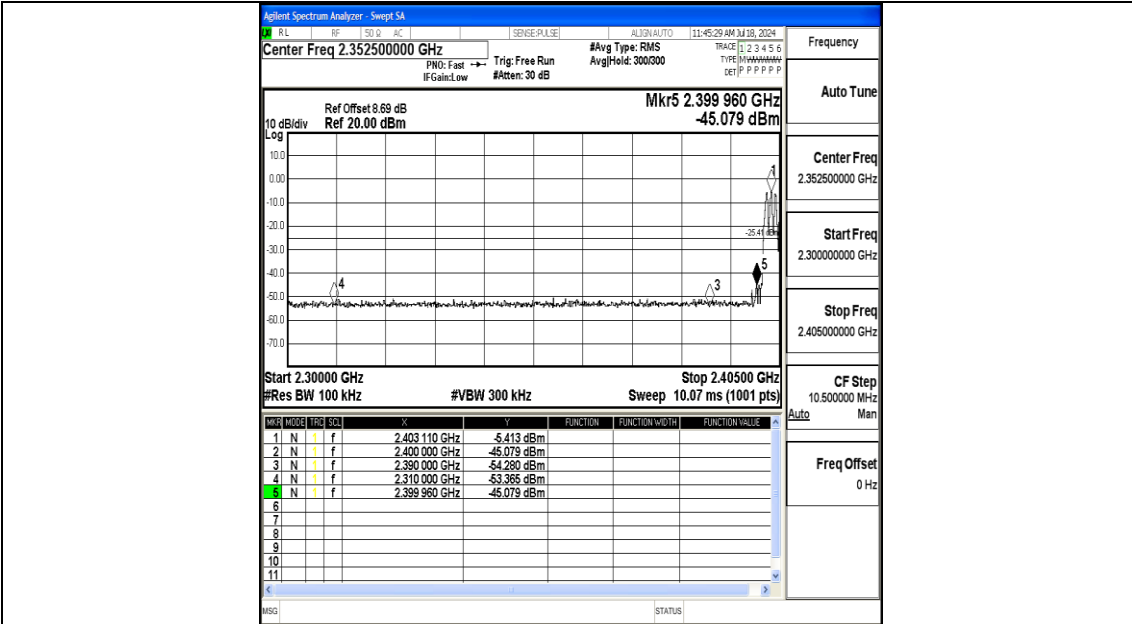 Agilent Spectrum Analyzer - Swept SA
RL RF 50 Ω AC SENSE:PULSE ALIGN AUTO 11:45:29 AM Jul 18, 2024
Center Freq 2.352500000 GHz
PNO: Fast
IFGain:Low
Trig: Free Run
#Atten: 30 dB
#Avg Type: RMS
Avg|Hold: 300/300
TRACE 1 2 3 4 5 6
TYPE
DET P P P P P P
Ref Offset 8.69 dB
10 dB/div Ref 20.00 dBm
Log
Mkr5 2.399 960 GHz
-45.079 dBm
10.0
0.00
-10.0
-20.0
-30.0
-40.0
-50.0
-60.0
-70.0
1
5
3
4
Start 2.30000 GHz Stop 2.40500 GHz
#Res BW 100 kHz #VBW 300 kHz Sweep 10.07 ms (1001 pts)
MKR MODE TRC SCL X Y FUNCTION FUNCTION WIDTH FUNCTION VALUE
1 N 1 f 2.403 110 GHz -5.413 dBm
2 N 1 f 2.400 000 GHz -45.079 dBm
3 N 1 f 2.390 000 GHz -54.280 dBm
4 N 1 f 2.310 000 GHz -53.365 dBm
5 N 1 f 2.399 960 GHz -45.079 dBm
6
7
8
9
10
11
MSG STATUS
Frequency
Auto Tune
Center Freq
2.352500000 GHz
Start Freq
2.300000000 GHz
Stop Freq
2.405000000 GHz
CF Step
10.500000 MHz
Auto Man
Freq Offset
0 Hz